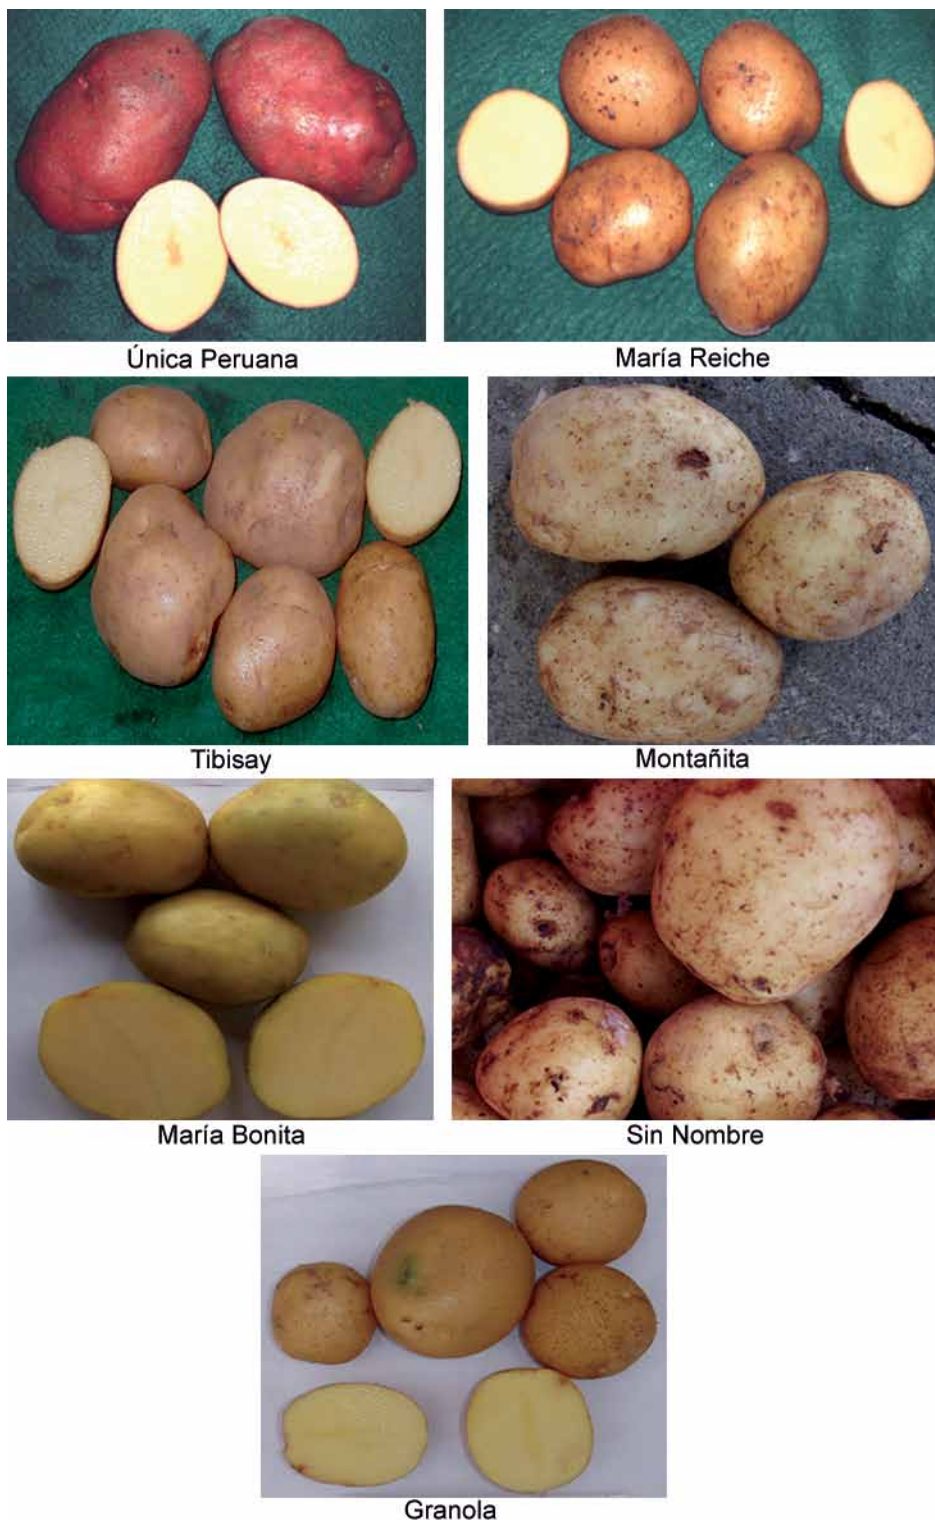 Única Peruana
María Reiche
Tibisay
Montañita
María Bonita
Sin Nombre
Granola